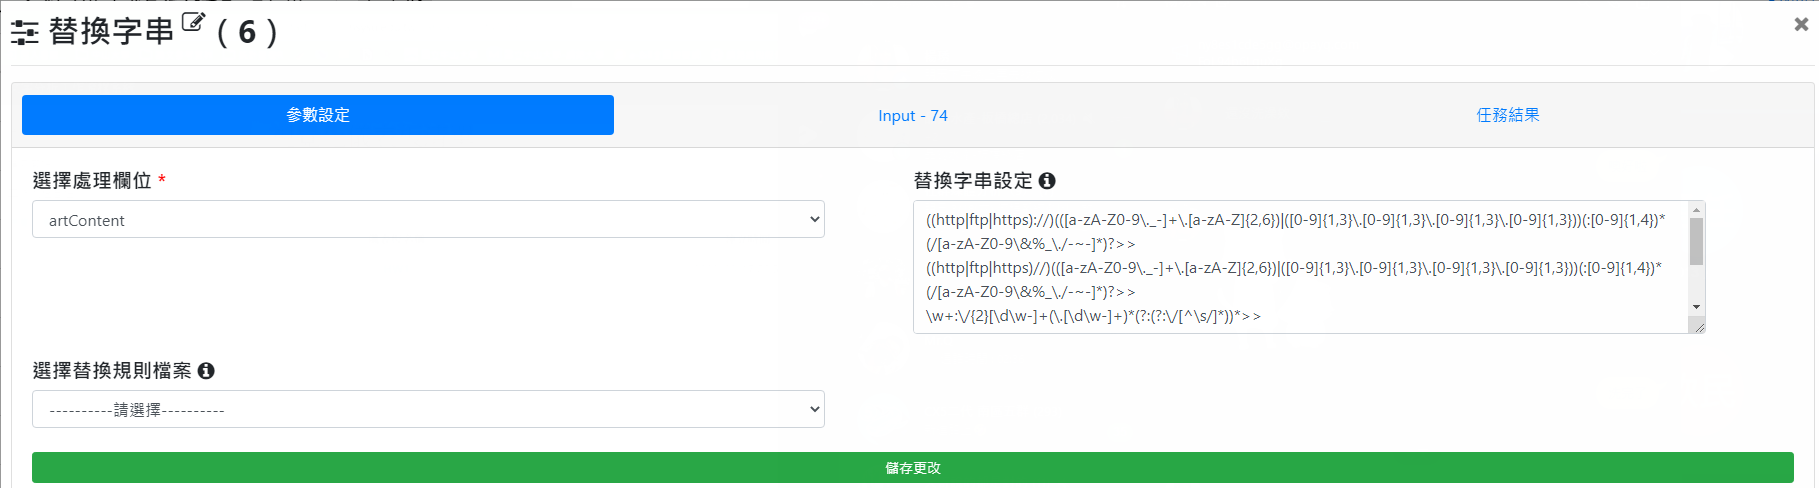 替換字串 ( 6 )
參數設定
Input - 74
任務結果
選擇處理欄位 *
artContent
替換字串設定
((http|ftp|https)://)(([a-zA-Z0-9\._-]+\.[a-zA-Z]{2,6})|([0-9]{1,3}\.[0-9]{1,3}\.[0-9]{1,3}\.[0-9]{1,3}))(:[0-9]{1,4})*
(/[a-zA-Z0-9\&%_\./-~-]*)?>>
((http|ftp|https)//)(([a-zA-Z0-9\._-]+\.[a-zA-Z]{2,6})|([0-9]{1,3}\.[0-9]{1,3}\.[0-9]{1,3}\.[0-9]{1,3}))(:[0-9]{1,4})*
(/[a-zA-Z0-9\&%_\./-~-]*)?>>
\w+:\/{2}[\d\w-]+(\.[\d\w-]+)*(?:(?:\/[^\s/]*))*>>
選擇替換規則檔案
----------請選擇----------
儲存更改